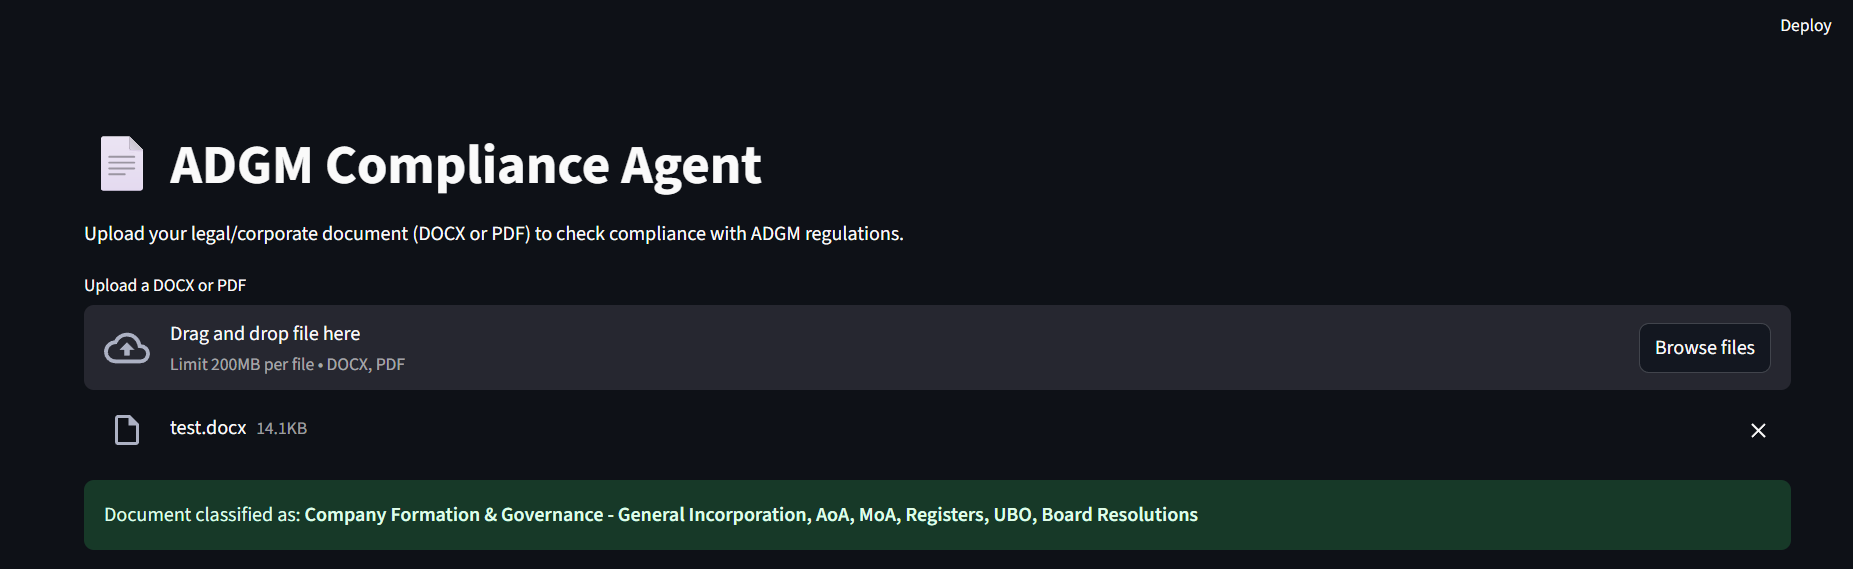 Deploy
ADGM Compliance Agent
Upload your legal/corporate document (DOCX or PDF) to check compliance with ADGM regulations.
Upload a DOCX or PDF
Drag and drop file here
Limit 200MB per file • DOCX, PDF
Browse files
test.docx 14.1KB
Document classified as: Company Formation & Governance - General Incorporation, AoA, MoA, Registers, UBO, Board Resolutions